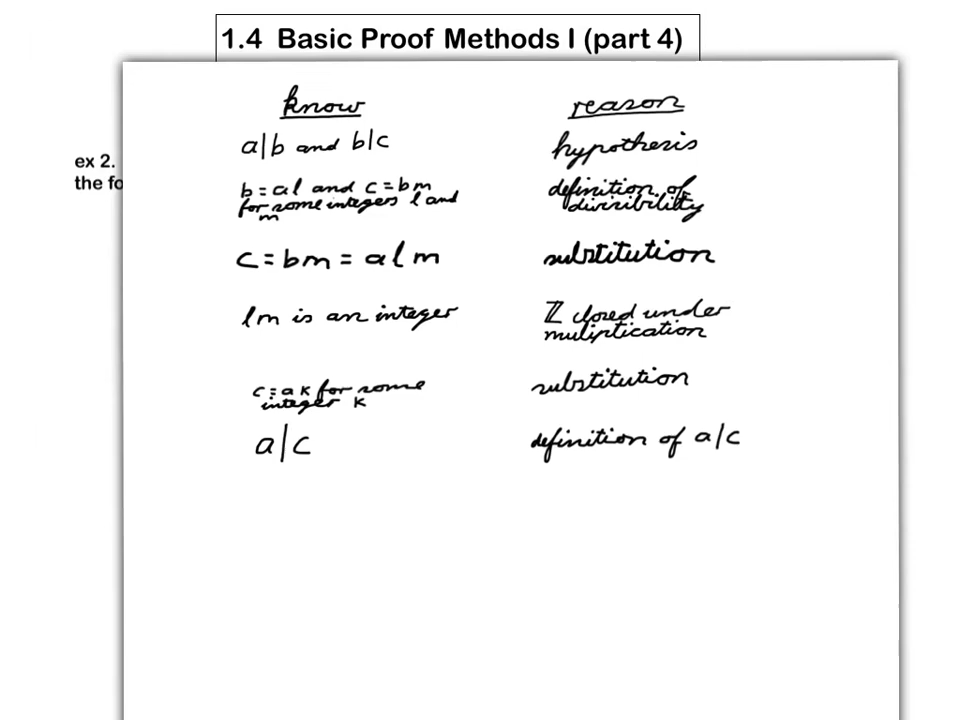 1.4 Basic Proof Methods I (part 4)
ex 2.
the fo
know reason
a|b and b|c hypothesis
b = al and c = bm definition of
for some integers l and divisibility
m
c = bm = alm substitution
lm is an integer ℤ closed under
muliptication
c = ak for some substitution
integer k
a|c definition of a|c